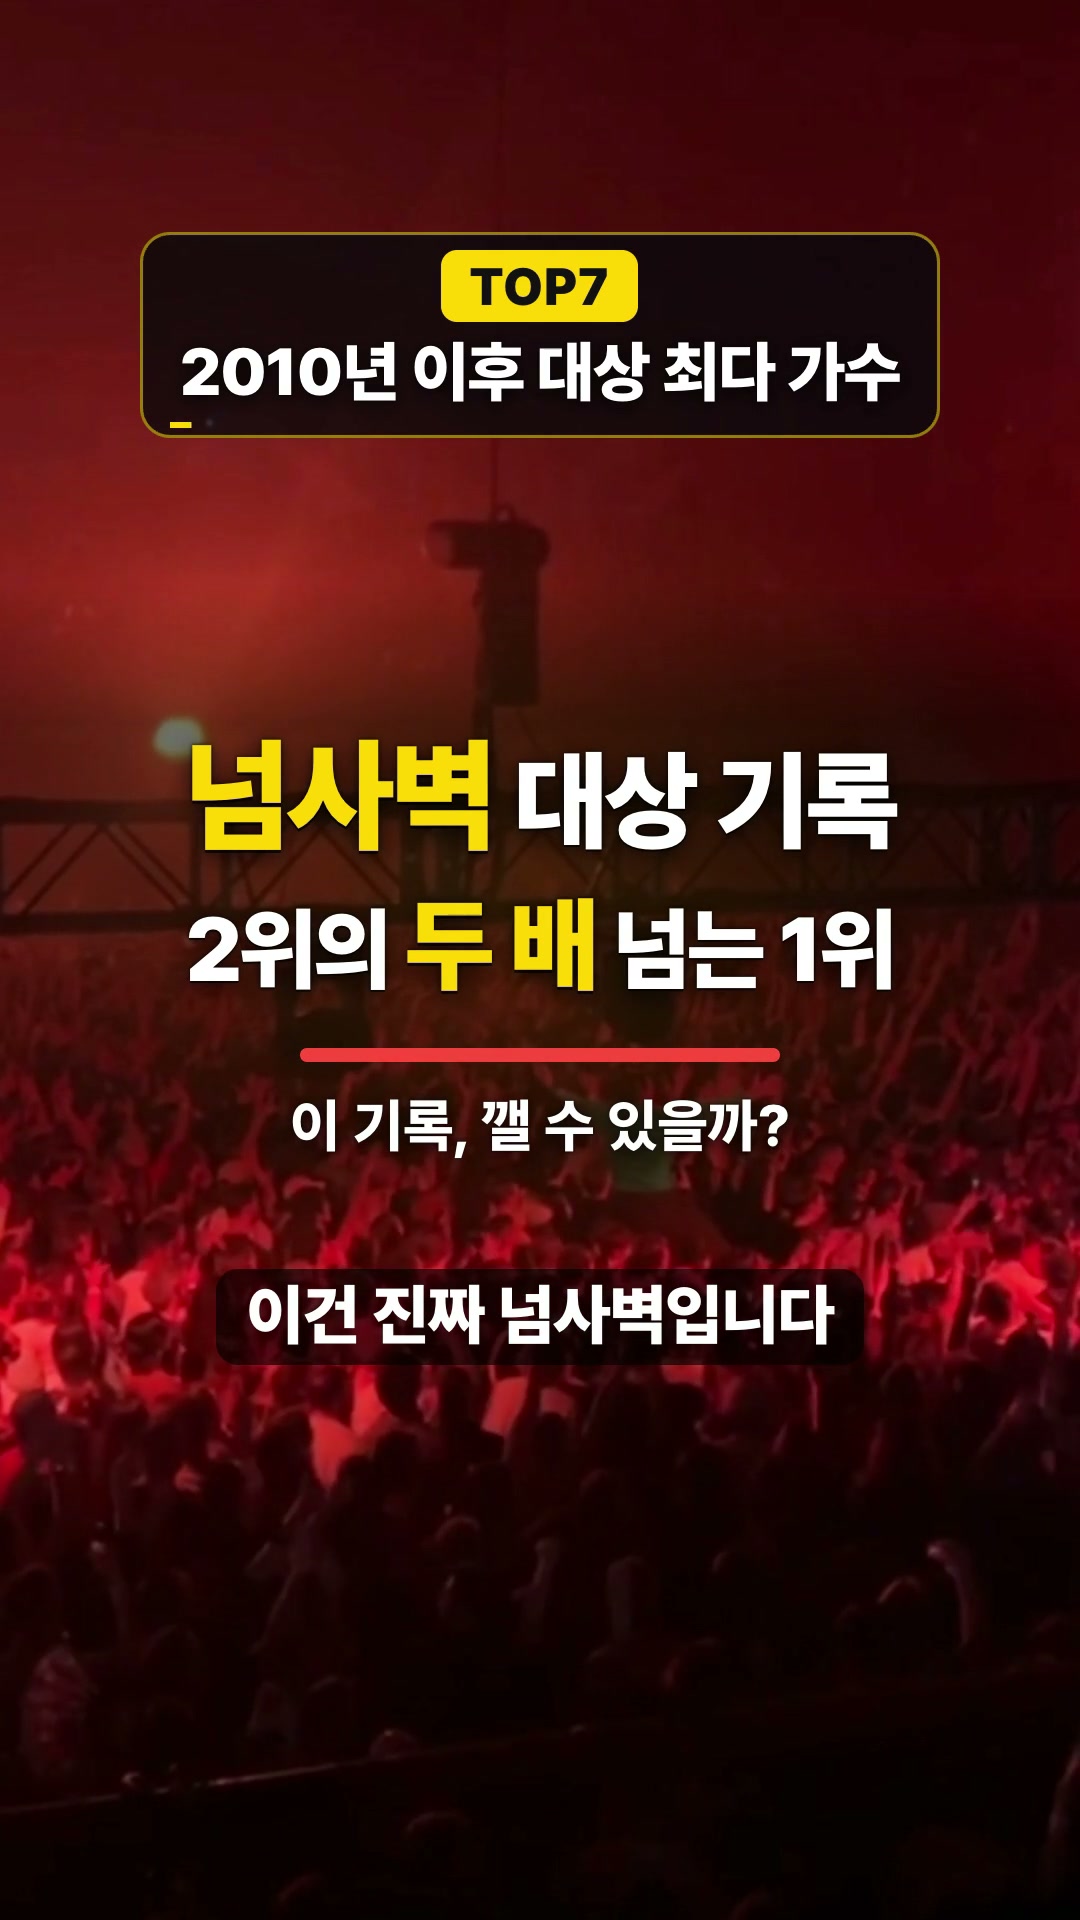 TOP7
2010년 이후 대상 최다 가수
넘사벽 대상 기록
2위의 두 배 넘는 1위
이 기록, 깰 수 있을까?
이건 진짜 넘사벽입니다